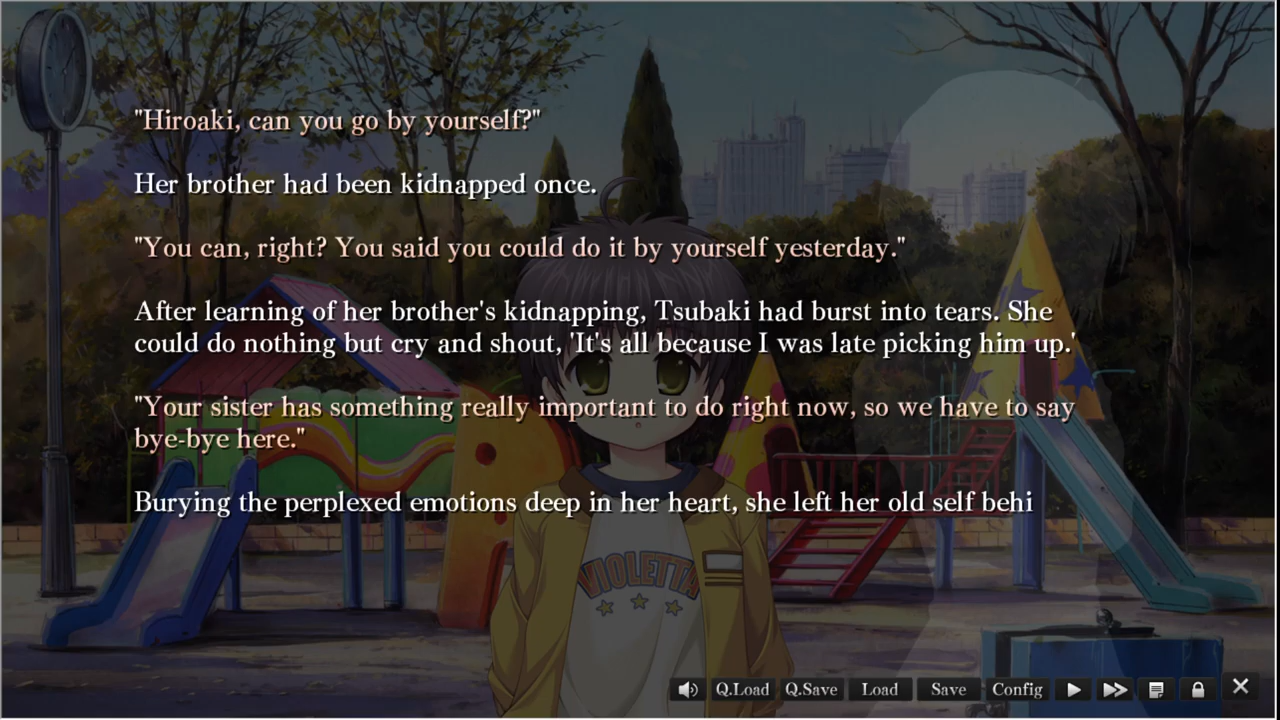 "Hiroaki, can you go by yourself?"
Her brother had been kidnapped once.
"You can, right? You said you could do it by yourself yesterday."
After learning of her brother's kidnapping, Tsubaki had burst into tears. She
could do nothing but cry and shout, 'It's all because I was late picking him up.'
"Your sister has something really important to do right now, so we have to say
bye-bye here."
Burying the perplexed emotions deep in her heart, she left her old self behi
VIOLETTA
Q.Load Q.Save Load Save Config